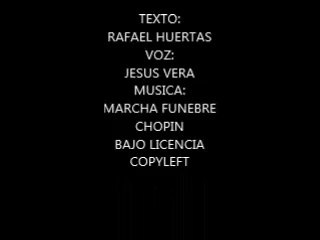 TEXTO:
RAFAEL HUERTAS
VOZ:
JESUS VERA
MUSICA:
MARCHA FUNEBRE
CHOPIN
BAJO LICENCIA
COPYLEFT